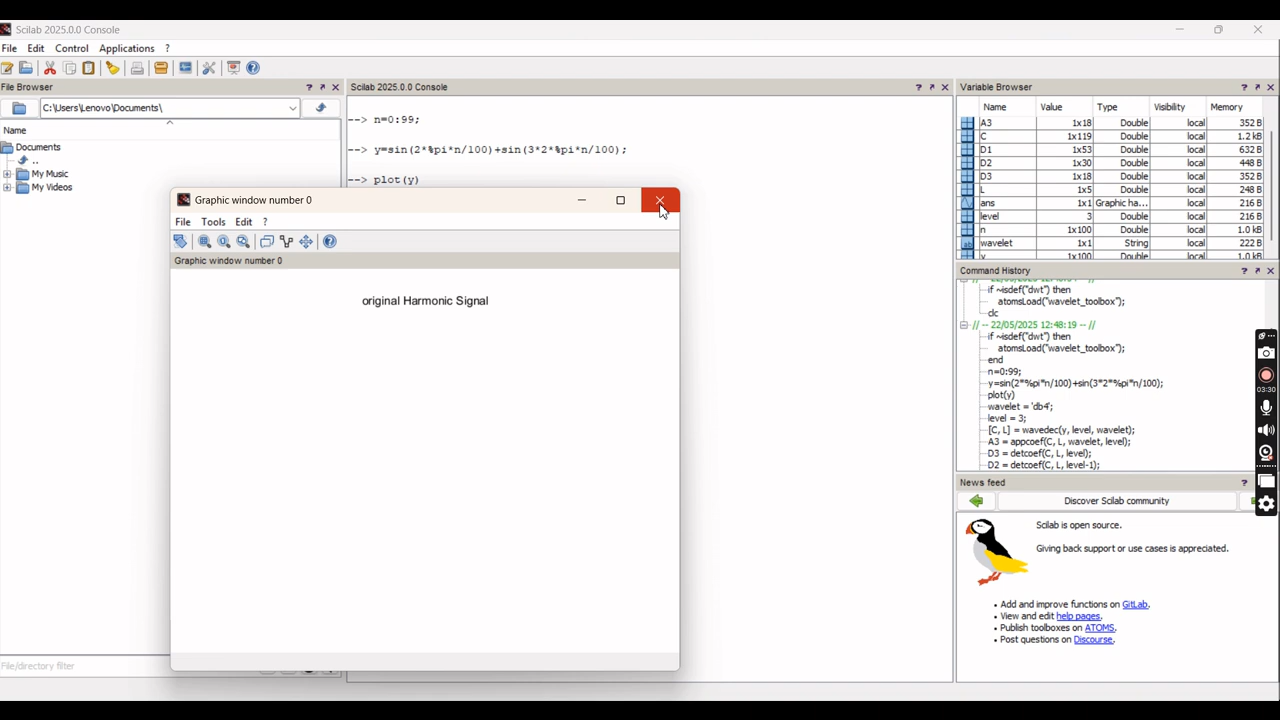 Scilab 2025.0.0 Console
File Edit Control Applications ?
File Browser ?
C:\Users\Lenovo\Documents\
Name
Documents
..
My Music
My Videos
File/directory filter
Scilab 2025.0.0 Console ?
--> n=0:99;
--> y=sin(2*%pi*n/100)+sin(3*2*%pi*n/100);
--> plot(y)
Graphic window number 0
File Tools Edit ?
Graphic window number 0
original Harmonic Signal
Variable Browser ?
Name Value Type Visibility Memory
A3 1x18 Double local 352 B
C 1x119 Double local 1.2 kB
D1 1x53 Double local 632 B
D2 1x30 Double local 448 B
D3 1x18 Double local 352 B
L 1x5 Double local 248 B
ans 1x1 Graphic ha... local 216 B
level 3 Double local 216 B
n 1x100 Double local 1.0 kB
wavelet 1x1 String local 222 B
y 1x100 Double local 1.0 kB
Command History ?
if ~isdef("dwt") then
atomsLoad("wavelet_toolbox");
clc
// -- 22/05/2025 12:48:19 -- //
if ~isdef("dwt") then
atomsLoad("wavelet_toolbox");
end
n=0:99;
y=sin(2*%pi*n/100)+sin(3*2*%pi*n/100);
plot(y)
wavelet = 'db4';
level = 3;
[C, L] = wavedec(y, level, wavelet);
A3 = appcoef(C, L, wavelet, level);
D3 = detcoef(C, L, level);
D2 = detcoef(C, L, level-1);
03:30
News feed ?
Discover Scilab community
Scilab is open source.
Giving back support or use cases is appreciated.
• Add and improve functions on GitLab.
• View and edit help pages.
• Publish toolboxes on ATOMS.
• Post questions on Discourse.